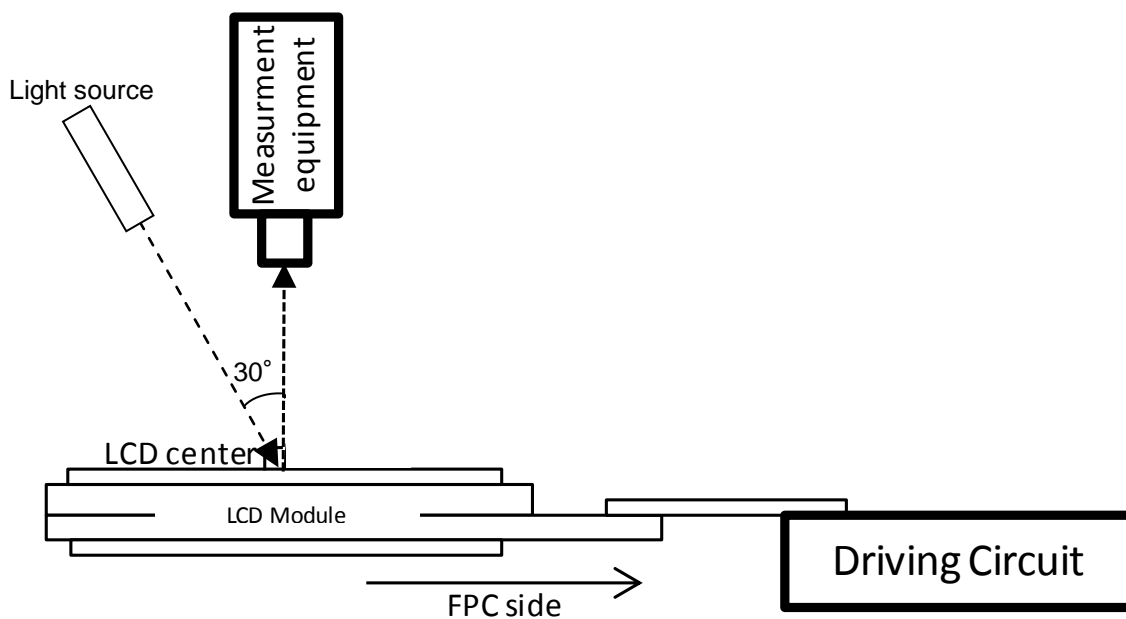 Measurment
equipment
Light source
30°
LCD center
LCD Module
Driving Circuit
FPC side